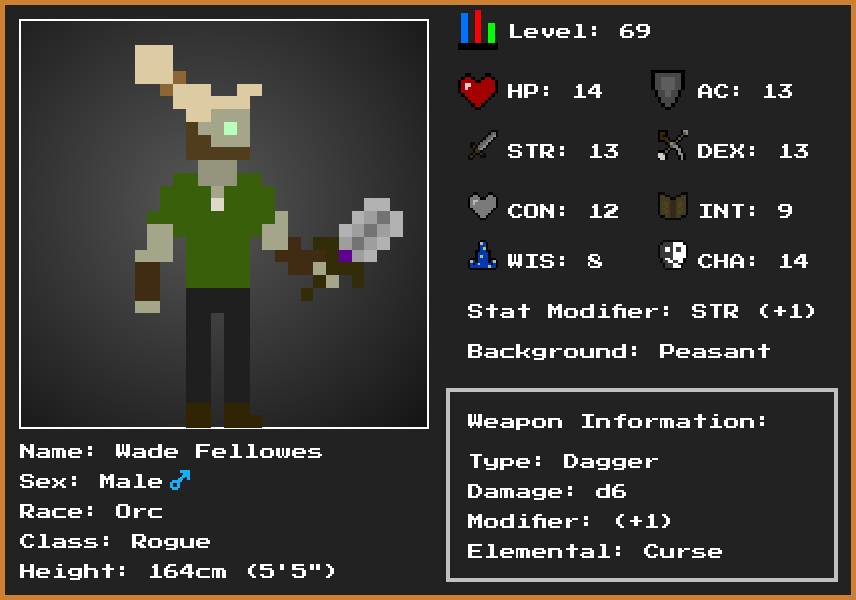 Level: 69
HP: 14
AC: 13
STR: 13
DEX: 13
CON: 12
INT: 9
WIS: 8
CHA: 14
Stat Modifier: STR (+1)
Background: Peasant
Name: Wade Fellowes
Sex: Male♂
Race: Orc
Class: Rogue
Height: 164cm (5'5")
Weapon Information:
Type: Dagger
Damage: d6
Modifier: (+1)
Elemental: Curse